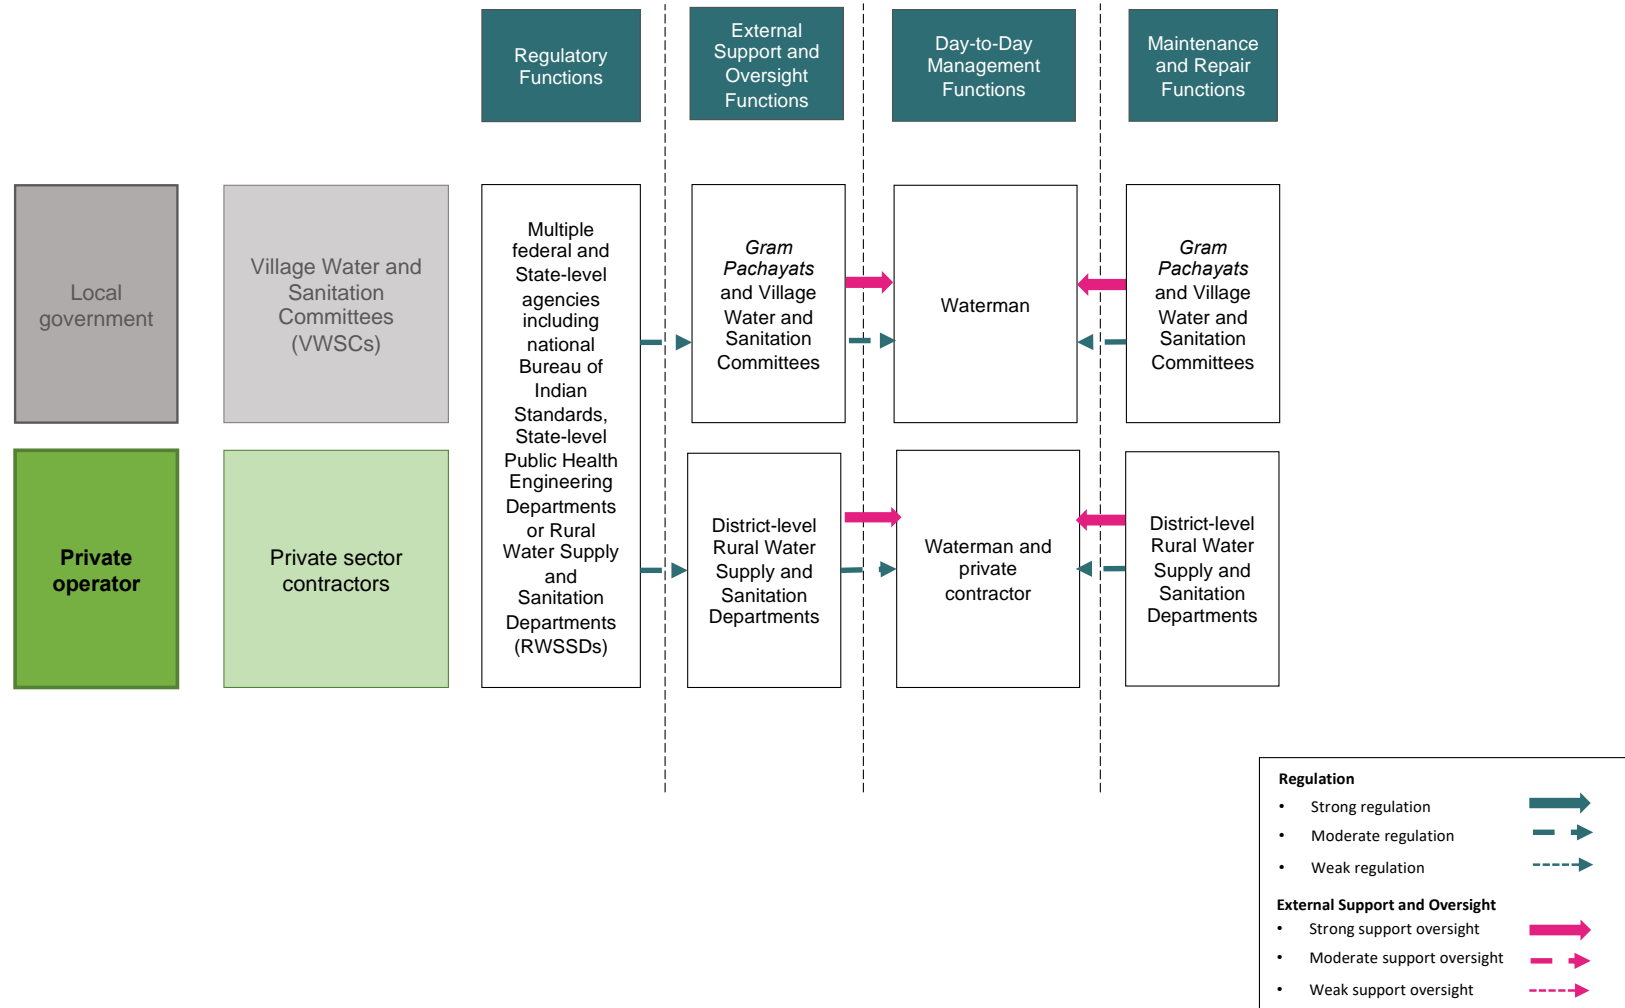 Regulatory
Functions
External
Support and
Oversight
Functions
Day-to-Day
Management
Functions
Maintenance
and Repair
Functions
Local
government
Village Water and
Sanitation
Committees
(VWSCs)
Multiple
federal and
State-level
agencies
including
national
Bureau of
Indian
Standards,
State-level
Public Health
Engineering
Departments
or Rural
Water Supply
and
Sanitation
Departments
(RWSSDs)
Gram
Pachayats
and Village
Water and
Sanitation
Committees
Waterman
Gram
Pachayats
and Village
Water and
Sanitation
Committees
Private
operator
Private sector
contractors
District-level
Rural Water
Supply and
Sanitation
Departments
Waterman and
private
contractor
District-level
Rural Water
Supply and
Sanitation
Departments
Regulation
• Strong regulation
• Moderate regulation
• Weak regulation
External Support and Oversight
• Strong support oversight
• Moderate support oversight
• Weak support oversight